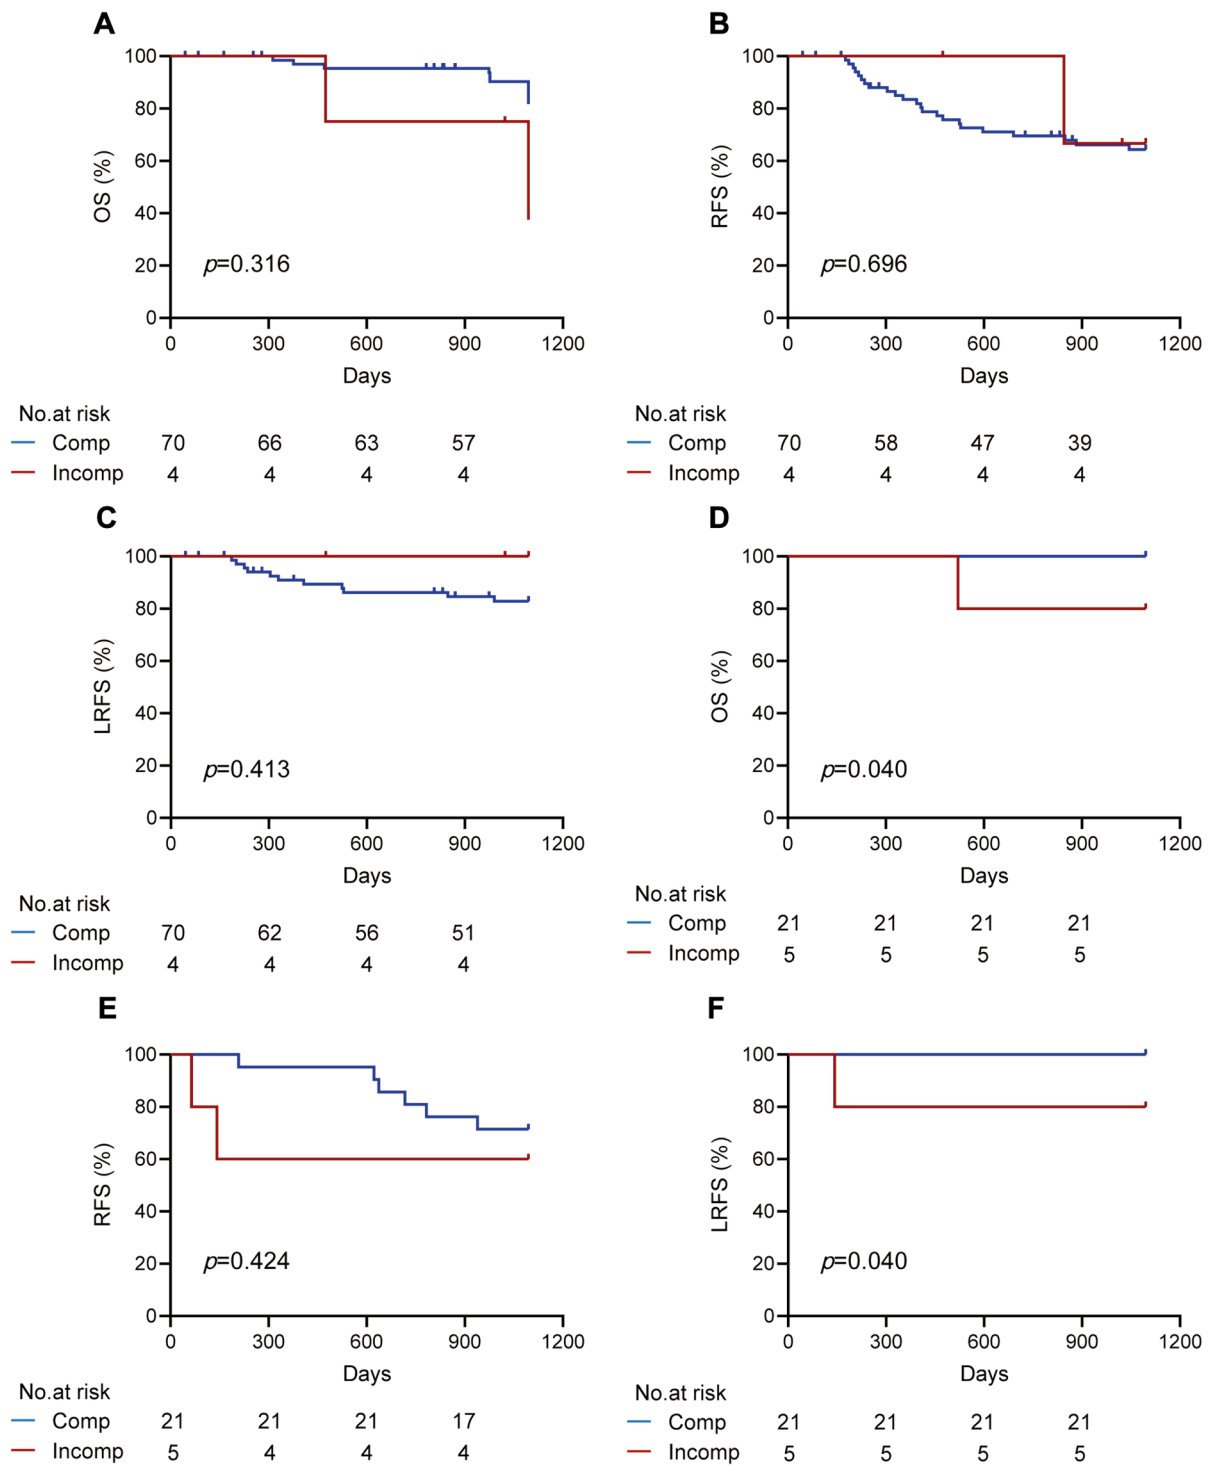 A
100
80
60
40
20
0
OS (%)
p=0.316
0 300 600 900 1200
Days
No.at risk
Comp 70 66 63 57
Incomp 4 4 4 4
B
100
80
60
40
20
0
RFS (%)
p=0.696
0 300 600 900 1200
Days
No.at risk
Comp 70 58 47 39
Incomp 4 4 4 4
C
100
80
60
40
20
0
LRFS (%)
p=0.413
0 300 600 900 1200
Days
No.at risk
Comp 70 62 56 51
Incomp 4 4 4 4
D
100
80
60
40
20
0
OS (%)
p=0.040
0 300 600 900 1200
Days
No.at risk
Comp 21 21 21 21
Incomp 5 5 5 5
E
100
80
60
40
20
0
RFS (%)
p=0.424
0 300 600 900 1200
Days
No.at risk
Comp 21 21 21 17
Incomp 5 4 4 4
F
100
80
60
40
20
0
LRFS (%)
p=0.040
0 300 600 900 1200
Days
No.at risk
Comp 21 21 21 21
Incomp 5 5 5 5